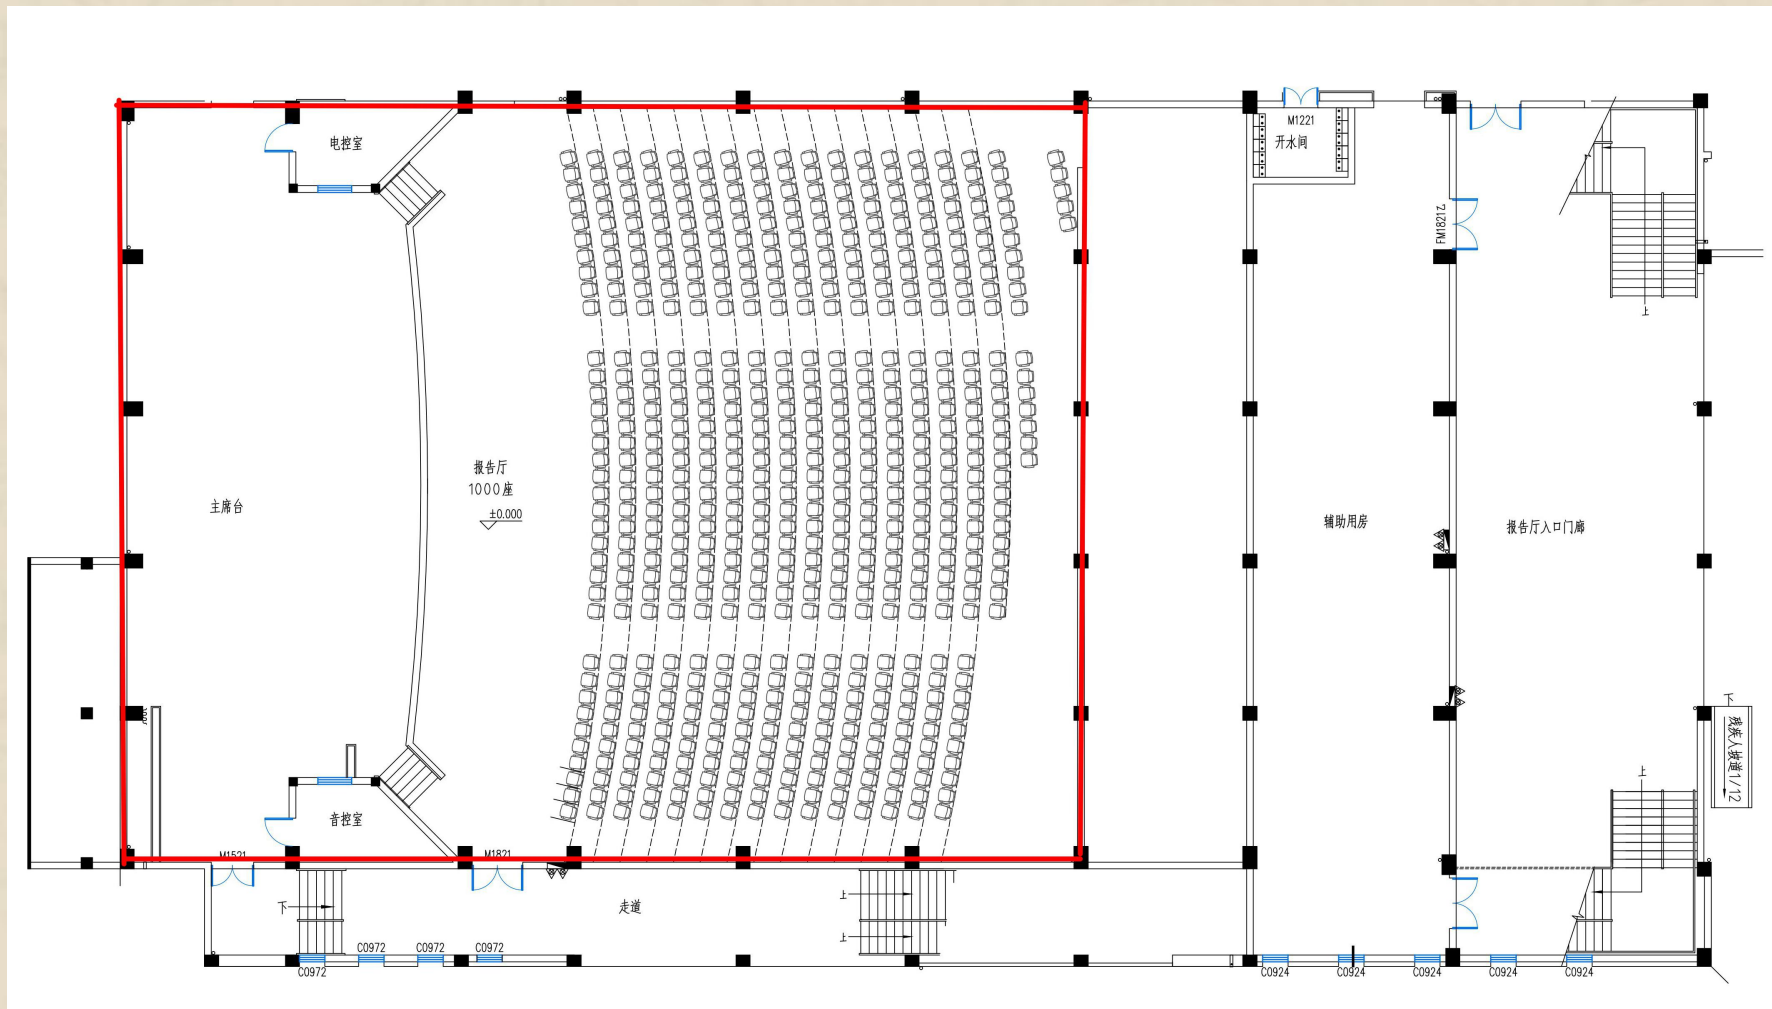 电控室
M1221
开水间
FM1821乙
上
报告厅
1000座
±0.000
主席台
辅助用房
报告厅入口门廊
下
残疾人坡道1/12
上
音控室
M1521
M1821
下
走道
上
上
C0972
C0972
C0972
C0972
C0924
C0924
C0924
C0924
C0924